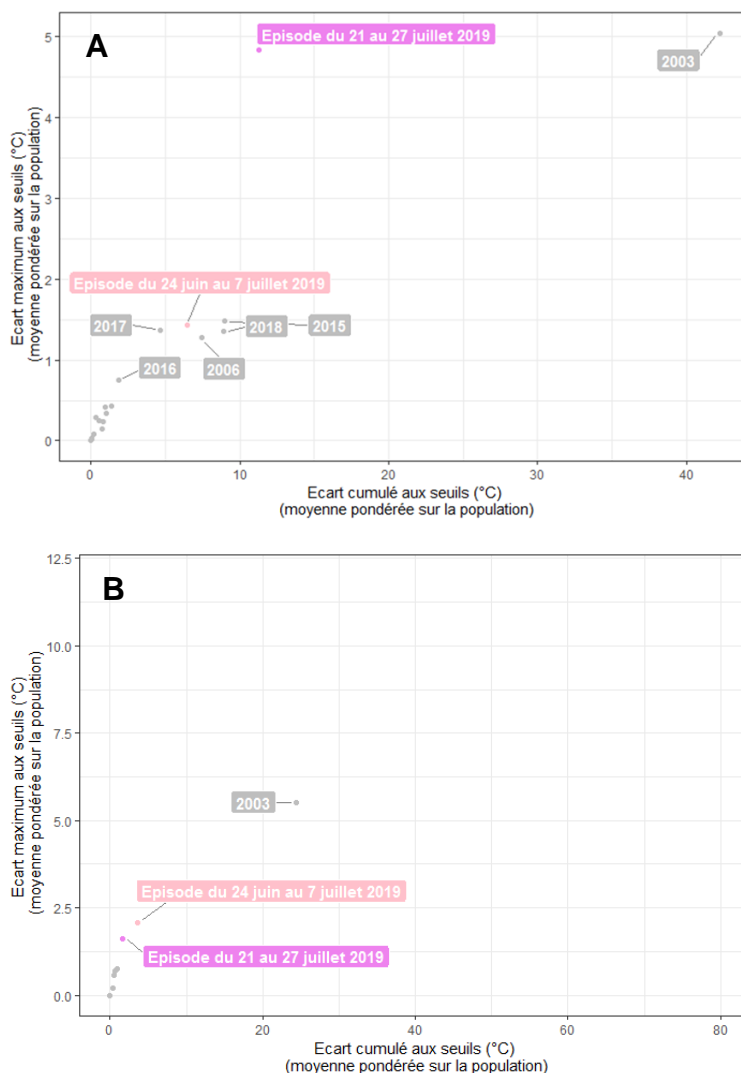 A
Episode du 21 au 27 juillet 2019
2003
5
4
3
2
1
0
Ecart maximum aux seuils (°C)
(moyenne pondérée sur la population)
Episode du 24 juin au 7 juillet 2019
2017
2018
2015
2016
2006
0
10
20
30
40
Ecart cumulé aux seuils (°C)
(moyenne pondérée sur la population)
B
12.5
10.0
7.5
5.0
2.5
0.0
Ecart maximum aux seuils (°C)
(moyenne pondérée sur la population)
2003
Episode du 24 juin au 7 juillet 2019
Episode du 21 au 27 juillet 2019
0
20
40
60
80
Ecart cumulé aux seuils (°C)
(moyenne pondérée sur la population)